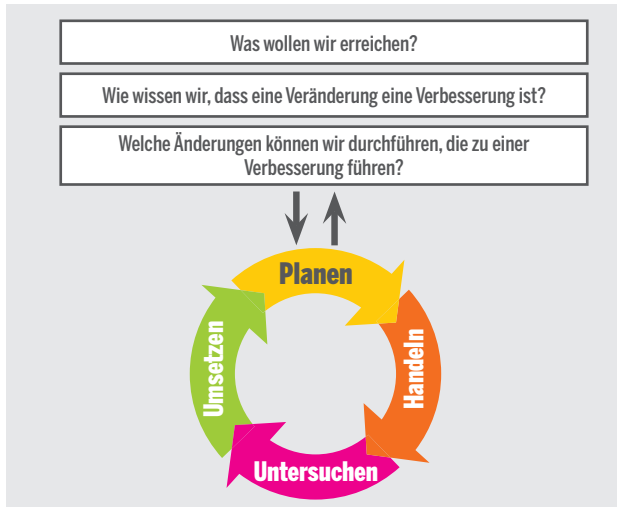 Was wollen wir erreichen?
Wie wissen wir, dass eine Veränderung eine Verbesserung ist?
Welche Änderungen können wir durchführen, die zu einer
Verbesserung führen?
Planen
Handeln
Untersuchen
Umsetzen